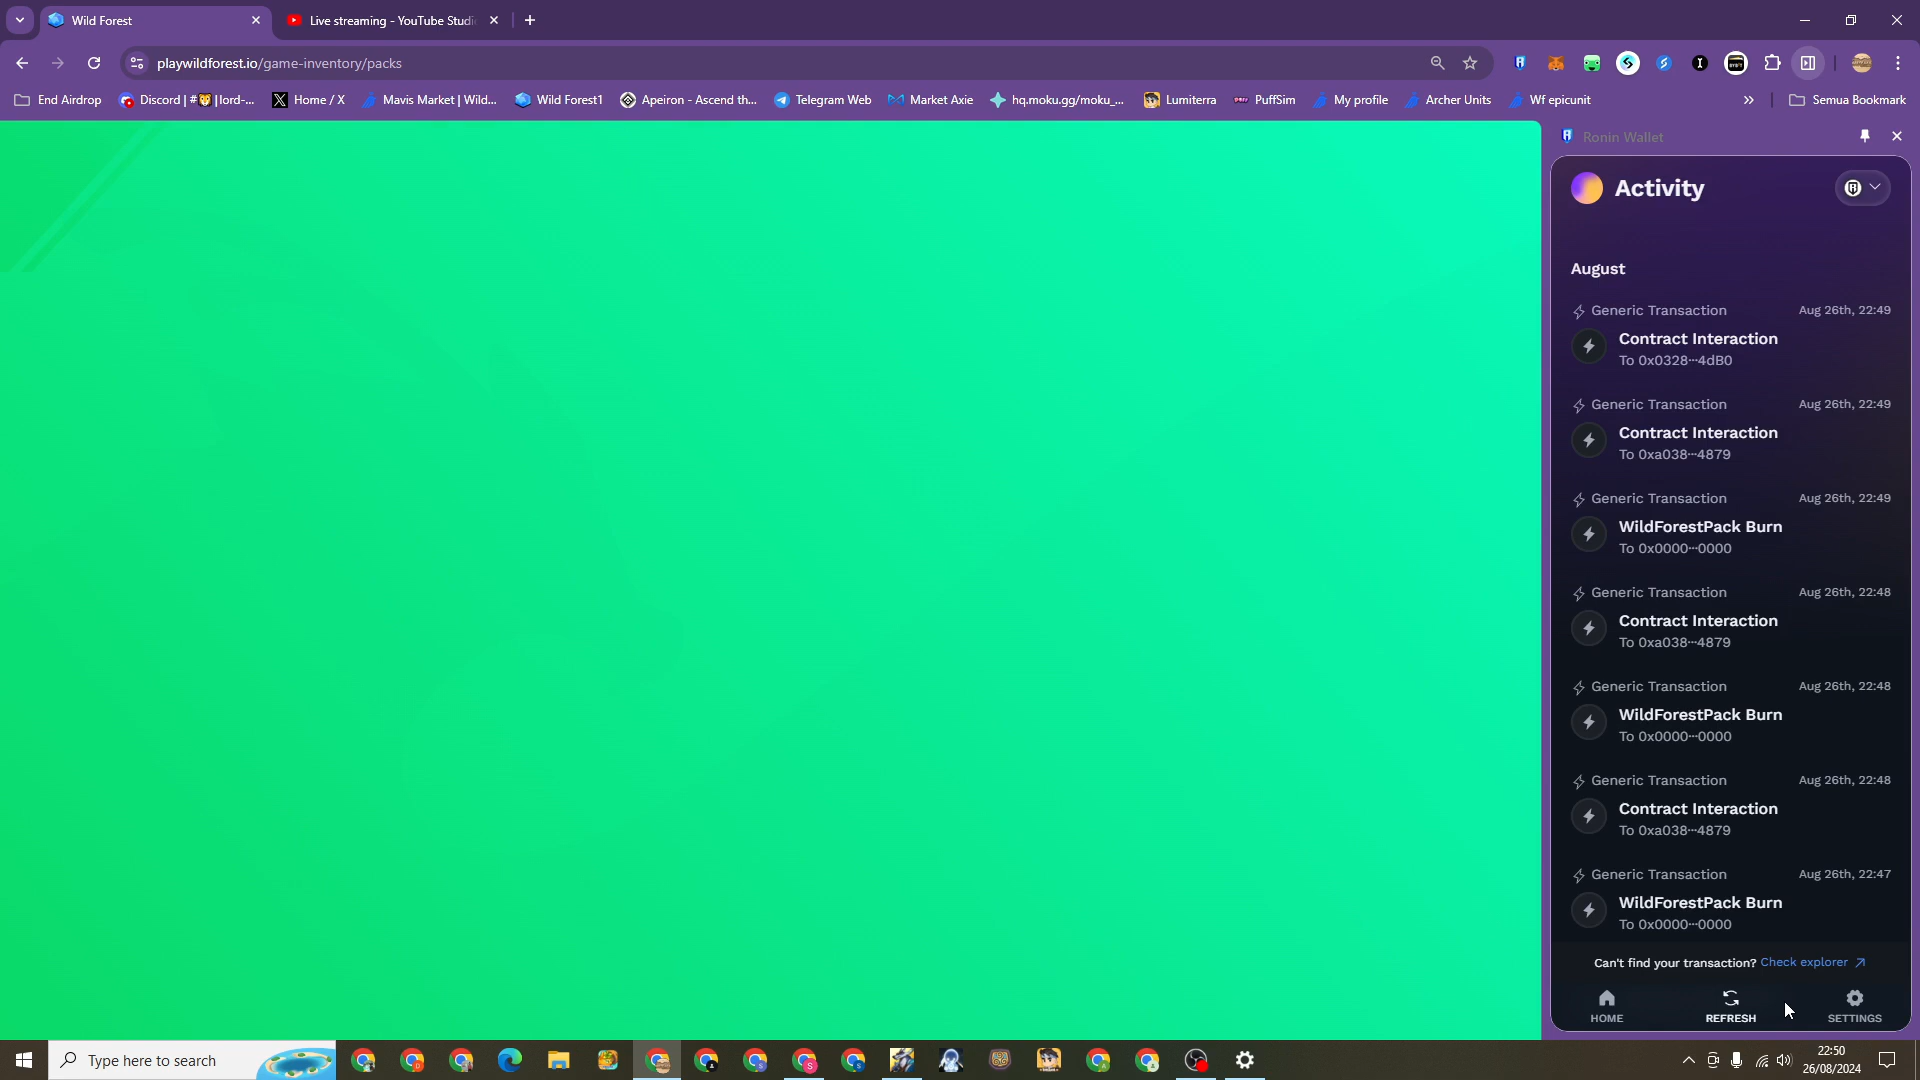 Wild Forest
Live streaming - YouTube Studi
playwildforest.io/game-inventory/packs
End Airdrop
Discord | #🦁|lord-...
Home / X
Mavis Market | Wild...
Wild Forest1
Apeiron - Ascend th...
Telegram Web
Market Axie
hq.moku.gg/moku_...
Lumiterra
PuffSim
My profile
Archer Units
Wf epicunit
Semua Bookmark
Ronin Wallet
Activity
August
Generic Transaction Aug 26th, 22:49
Contract Interaction
To 0x0328···4dB0
Generic Transaction Aug 26th, 22:49
Contract Interaction
To 0xa038···4879
Generic Transaction Aug 26th, 22:49
WildForestPack Burn
To 0x0000···0000
Generic Transaction Aug 26th, 22:48
Contract Interaction
To 0xa038···4879
Generic Transaction Aug 26th, 22:48
WildForestPack Burn
To 0x0000···0000
Generic Transaction Aug 26th, 22:48
Contract Interaction
To 0xa038···4879
Generic Transaction Aug 26th, 22:47
WildForestPack Burn
To 0x0000···0000
Can't find your transaction? Check explorer
HOME
REFRESH
SETTINGS
Type here to search
22:50
26/08/2024